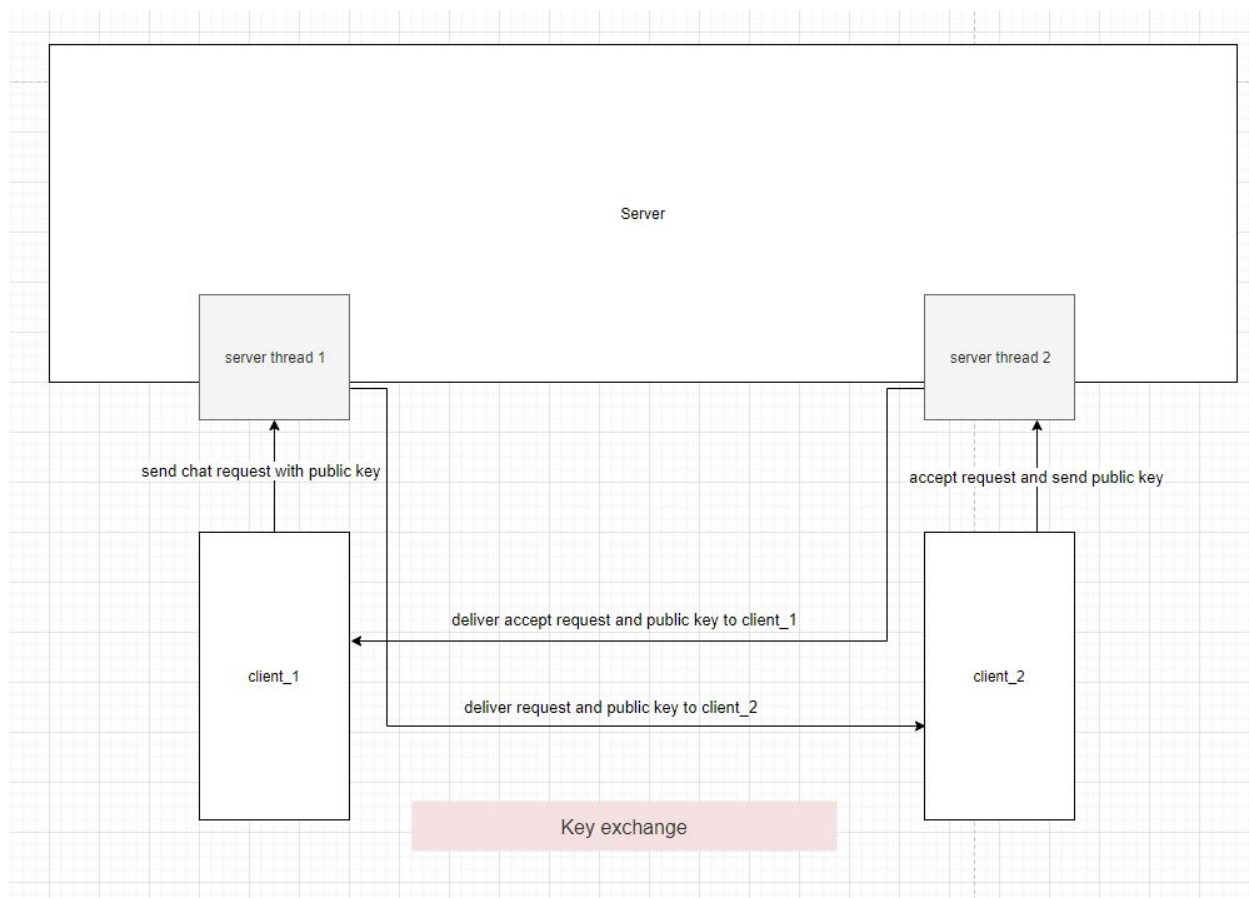 Server
server thread 1
server thread 2
send chat request with public key
accept request and send public key
deliver accept request and public key to client_1
client_1
client_2
deliver request and public key to client_2
Key exchange